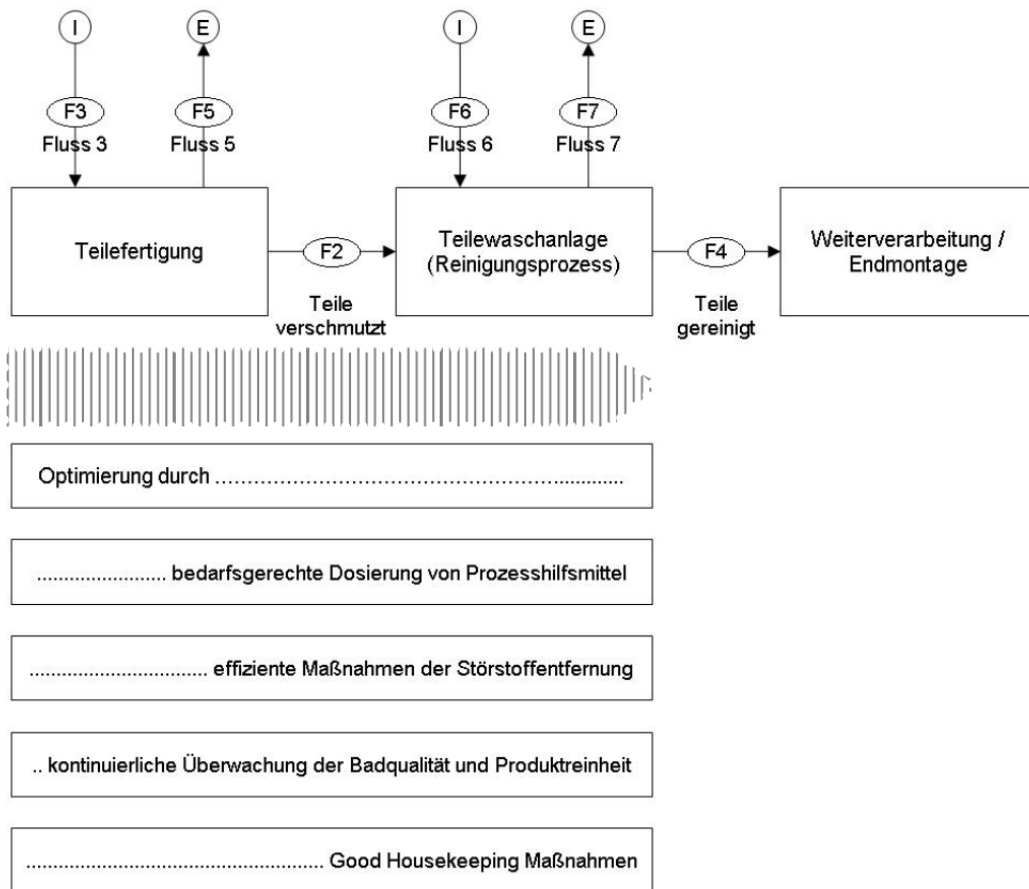 I E I E
F3 F5 F6 F7
Fluss 3 Fluss 5 Fluss 6 Fluss 7
Teilefertigung
F2
Teile
verschmutzt
Teilewaschanlage
(Reinigungsprozess)
F4
Teile
gereinigt
Weiterverarbeitung /
Endmontage
Optimierung durch ................................................................
......................... bedarfsgerechte Dosierung von Prozesshilfsmittel
.................................. effiziente Maßnahmen der Störstoffentfernung
.. kontinuierliche Überwachung der Badqualität und Produktreinheit
........................................................ Good Housekeeping Maßnahmen